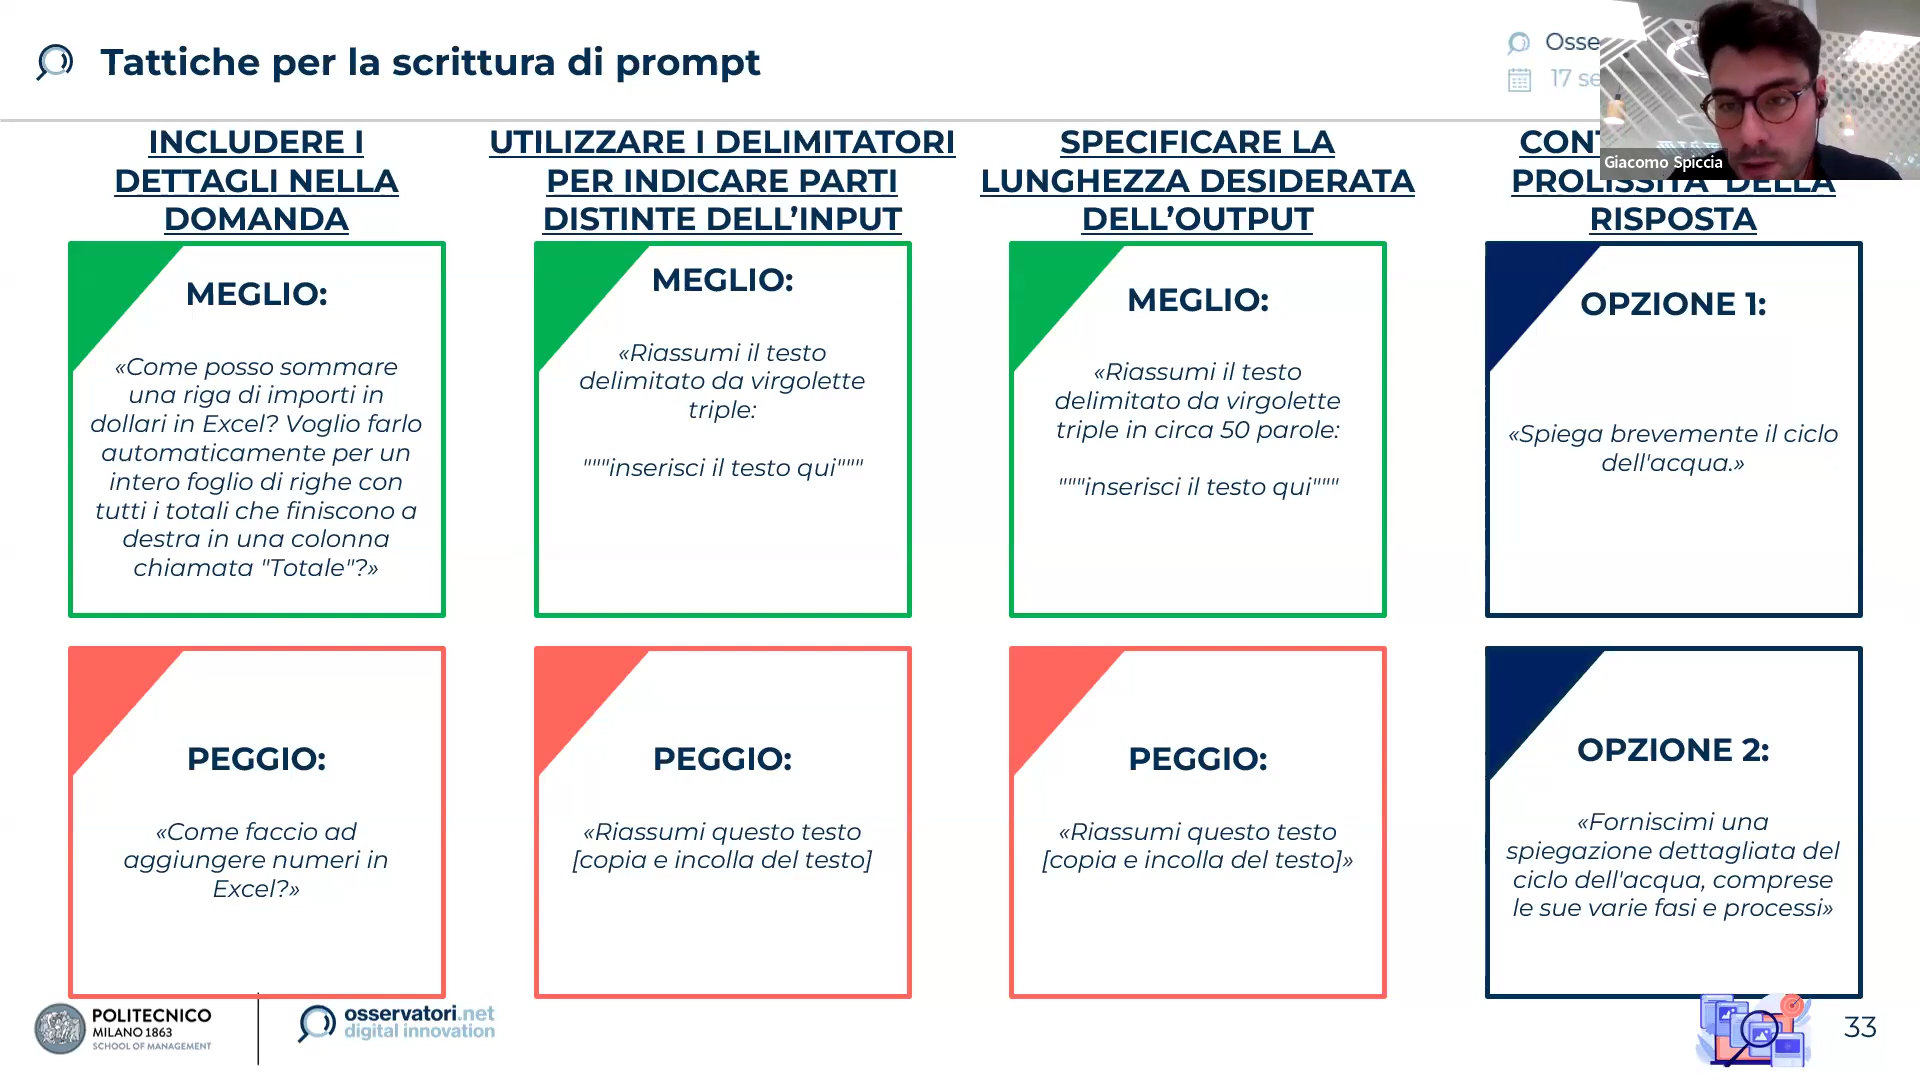 Tattiche per la scrittura di prompt
17
Giacomo Spiccia
INCLUDERE I
DETTAGLI NELLA
DOMANDA
UTILIZZARE I DELIMITATORI
PER INDICARE PARTI
DISTINTE DELL’INPUT
SPECIFICARE LA
LUNGHEZZA DESIDERATA
DELL’OUTPUT
PROLISSITA' DELLA
RISPOSTA
MEGLIO:
«Come posso sommare
una riga di importi in
dollari in Excel? Voglio farlo
automaticamente per un
intero foglio di righe con
tutti i totali che finiscono a
destra in una colonna
chiamata "Totale"?»
MEGLIO:
«Riassumi il testo
delimitato da virgolette
triple:
"""inserisci il testo qui"""
MEGLIO:
«Riassumi il testo
delimitato da virgolette
triple in circa 50 parole:
"""inserisci il testo qui"""
OPZIONE 1:
«Spiega brevemente il ciclo
dell'acqua.»
PEGGIO:
«Come faccio ad
aggiungere numeri in
Excel?»
PEGGIO:
«Riassumi questo testo
[copia e incolla del testo]
PEGGIO:
«Riassumi questo testo
[copia e incolla del testo]»
OPZIONE 2:
«Forniscimi una
spiegazione dettagliata del
ciclo dell'acqua, comprese
le sue varie fasi e processi»
POLITECNICO
MILANO 1863
SCHOOL OF MANAGEMENT
osservatori.net
digital innovation
33